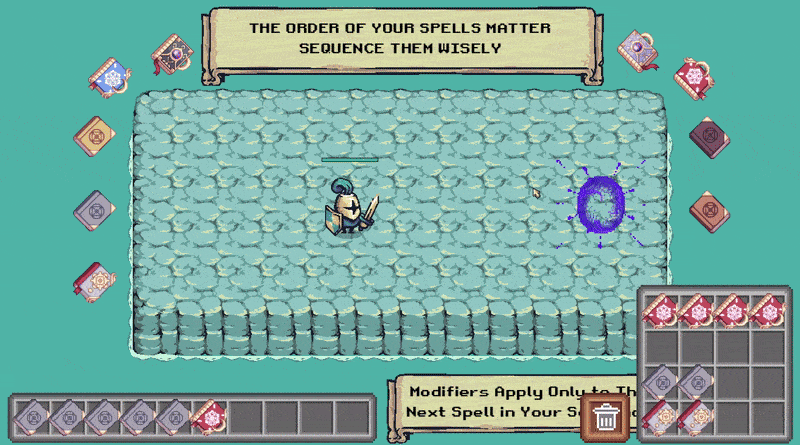 THE ORDER OF YOUR SPELLS MATTER
SEQUENCE THEM WISELY
Modifiers Apply Only to Th
Next Spell in Your S